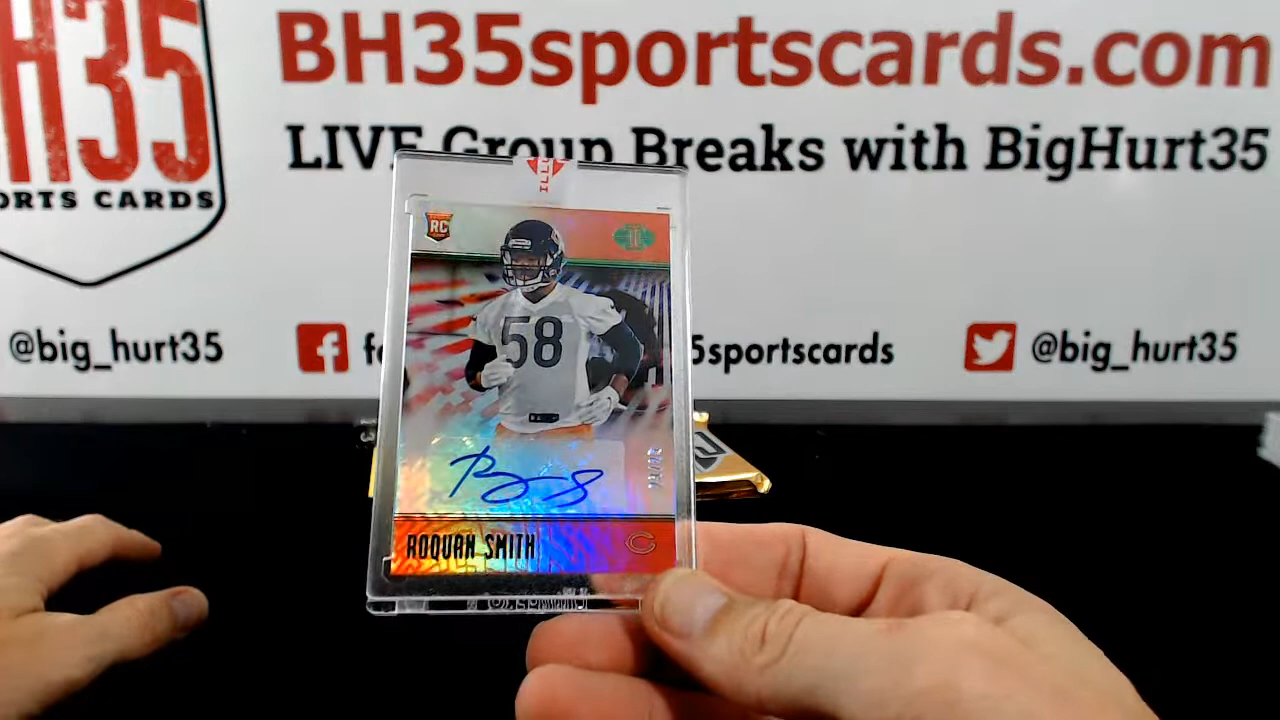 H35
ORTS CARDS
BH35sportscards.com
LIVE Group Breaks with BigHurt35
@big_hurt35
f
5sportscards
@big_hurt35
RC
58
ROQUAN SMITH
C